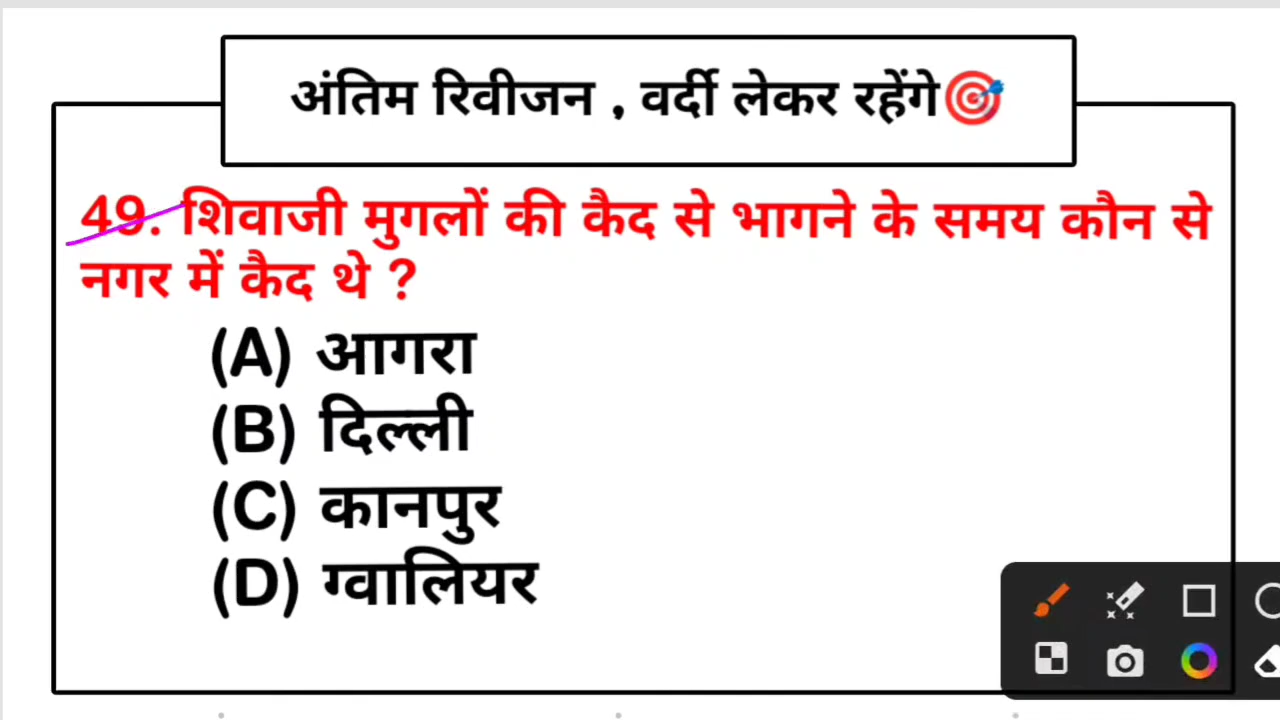 अंतिम रिवीजन , वर्दी लेकर रहेंगे🎯
49. शिवाजी मुगलों की कैद से भागने के समय कौन से
नगर में कैद थे ?
(A) आगरा
(B) दिल्ली
(C) कानपुर
(D) ग्वालियर